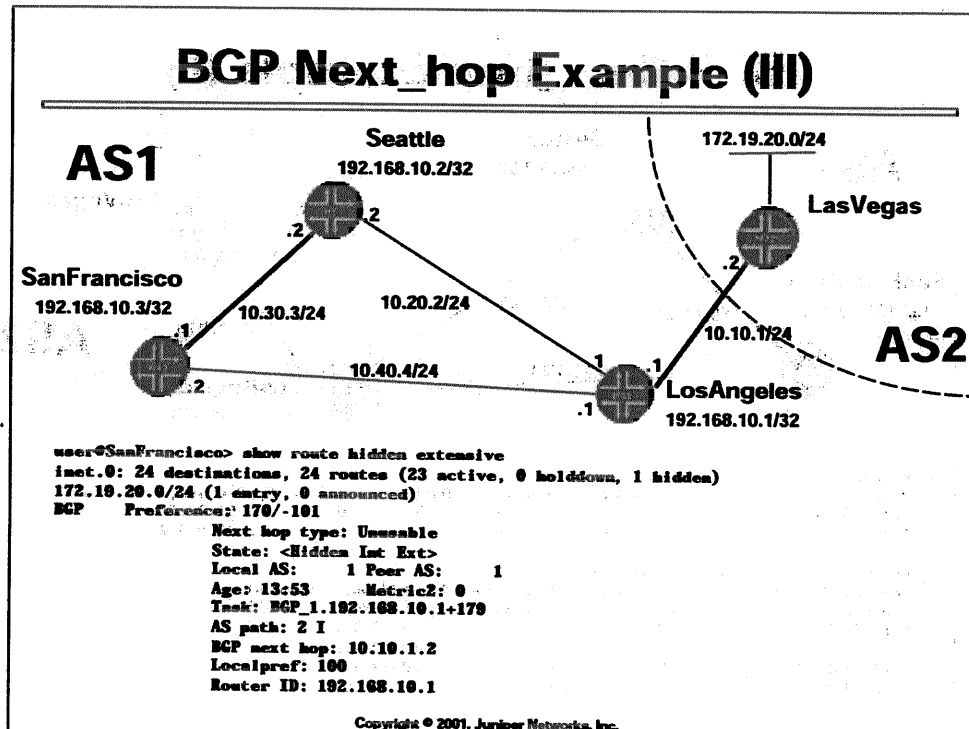 BGP Next_hop Example (III)
AS1
Seattle
192.168.10.2/32
172.19.20.0/24
LasVegas
.2
.2
.2
SanFrancisco
192.168.10.3/32
10.30.3/24
10.20.2/24
10.10.1/24
AS2
.1
10.40.4/24
.2
1
.1
.1
LosAngeles
192.168.10.1/32
user@SanFrancisco> show route hidden extensive
inet.0: 24 destinations, 24 routes (23 active, 0 holddown, 1 hidden)
172.19.20.0/24 (1 entry, 0 announced)
BGP Preference: 170/-101
Next hop type: Unusable
State: <Hidden Int Ext>
Local AS: 1 Peer AS: 1
Age: 13:53 Metric2: 0
Task: BGP_1.192.168.10.1+179
AS path: 2 I
BGP next hop: 10.10.1.2
Localpref: 100
Router ID: 192.168.10.1
Copyright © 2001, Juniper Networks, Inc.